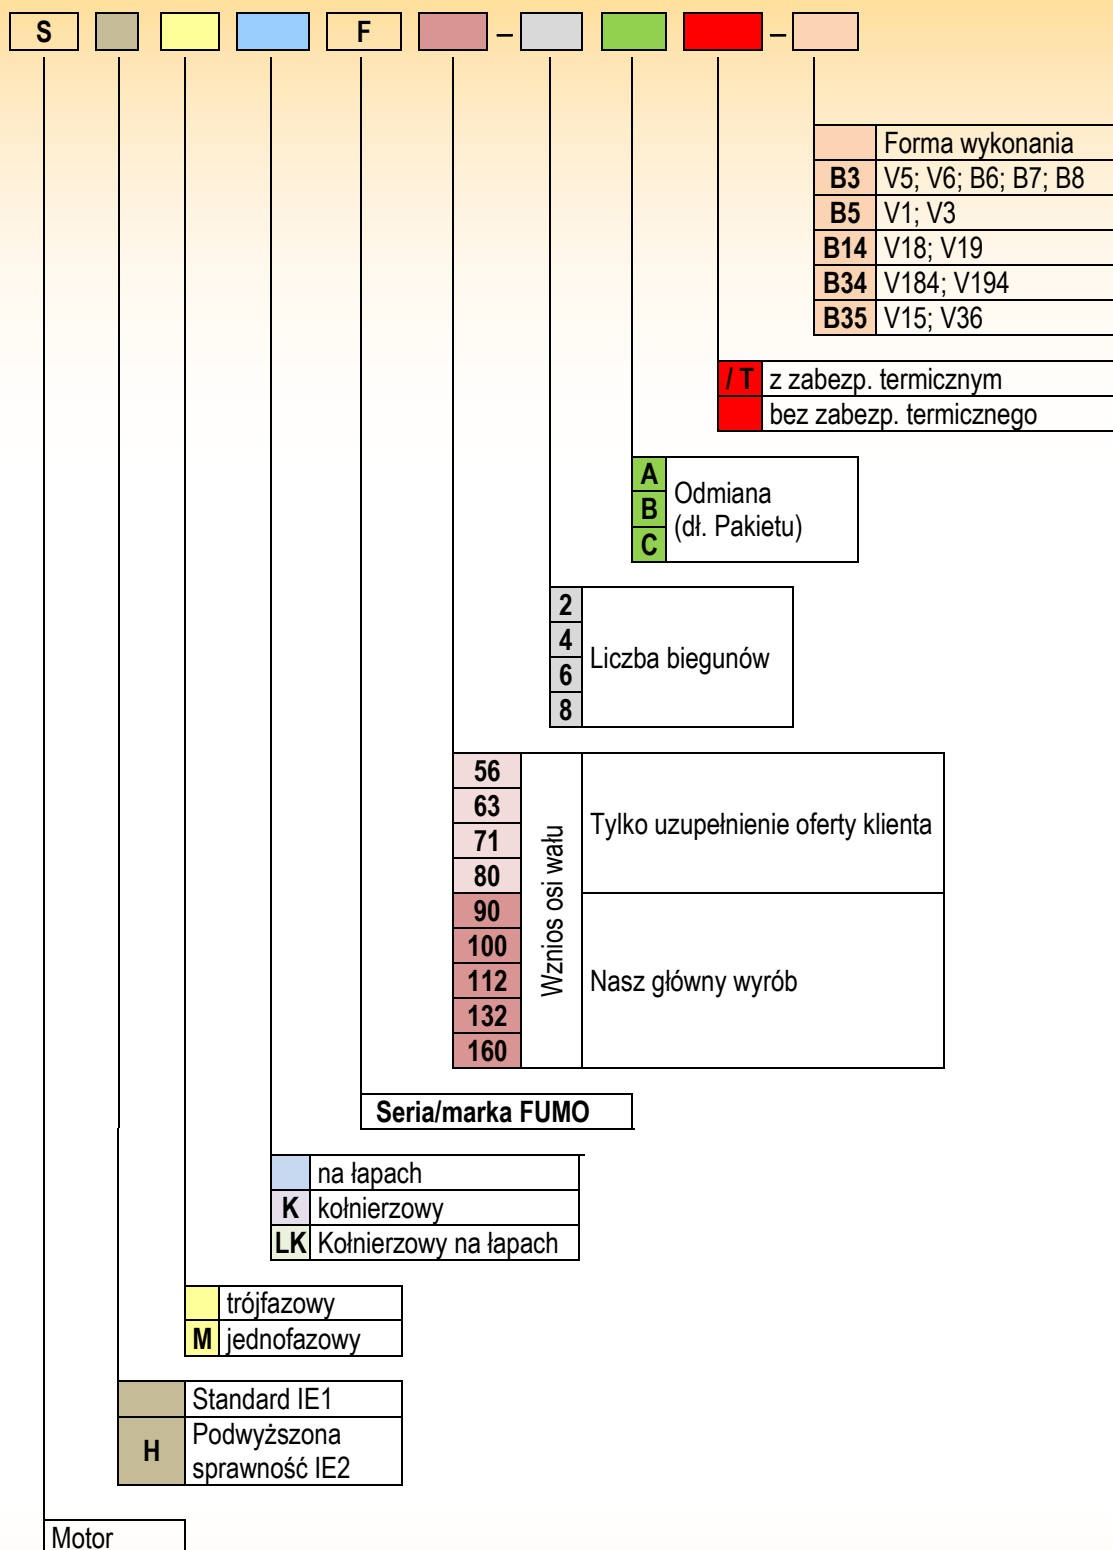 S F – –
Forma wykonania
B3 V5; V6; B6; B7; B8
B5 V1; V3
B14 V18; V19
B34 V184; V194
B35 V15; V36
/ T z zabezp. termicznym
bez zabezp. termicznego
A
B
C
Odmiana
(dł. Pakietu)
2
4
6
8
Liczba biegunów
56
63
71
80
90
100
112
132
160
Wznios osi wału
Tylko uzupełnienie oferty klienta
Nasz główny wyrób
Seria/marka FUMO
na łapach
K kołnierzowy
LK Kołnierzowy na łapach
trójfazowy
M jednofazowy
Standard IE1
H Podwyższona
sprawność IE2
Motor